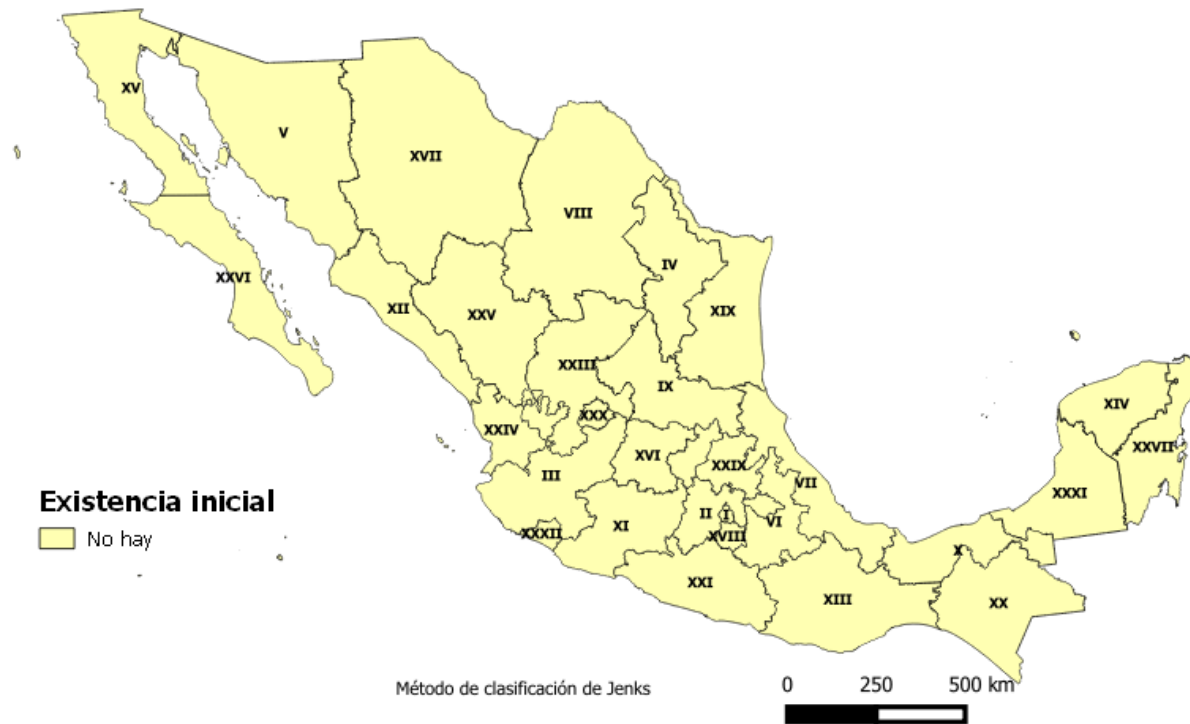 XV
V
XVII
VIII
IV
XXVI
XII
XXV
XIX
XXIII
IX
XXX
XXIV
XVI
XXIX
III
VII
XIV
XXVII
XXXI
Existencia inicial
No hay
XXXII
XI
II
I
VI
XVIII
X
XXI
XIII
XX
Método de clasificación de Jenks
0 250 500 km